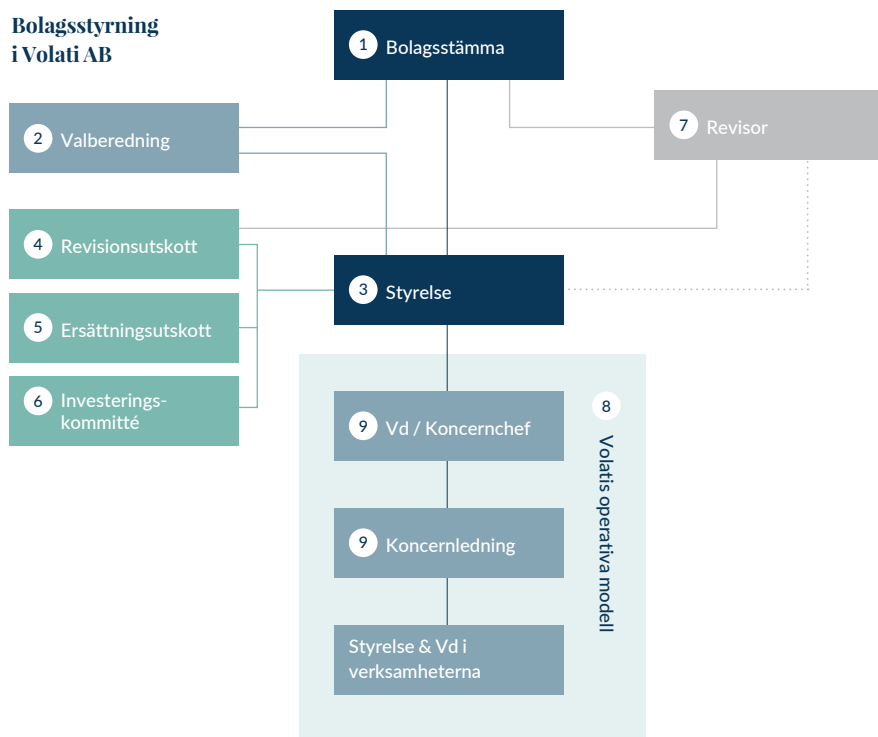 Bolagsstyrning
i Volati AB
1 Bolagsstämma
2 Valberedning
7 Revisor
4 Revisionsutskott
3 Styrelse
5 Ersättningsutskott
6 Investerings-
kommitté
8 Volatis operativa modell
9 Vd / Koncernchef
9 Koncernledning
Styrelse & Vd i
verksamheterna